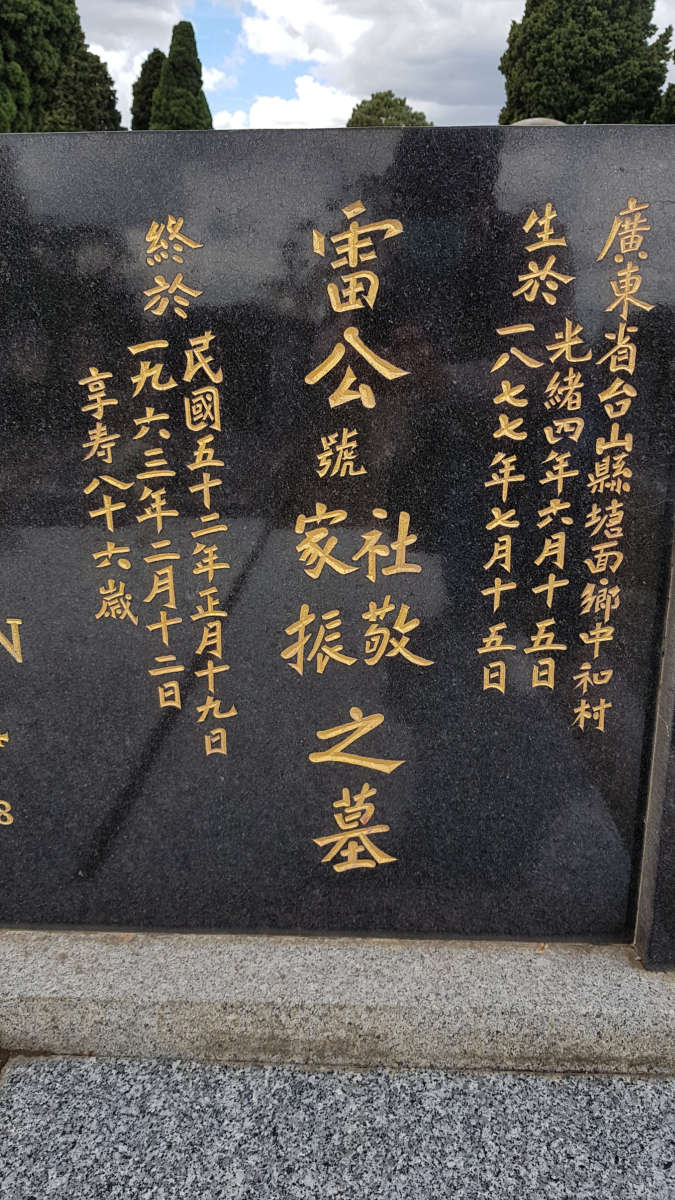 廣東省台山縣塘面鄉中和村
生於
光緒四年六月十五日
一八七七年七月十五日
雷公
號
社敬
家振
之墓
終於
民國五十二年正月十九日
一九六三年二月十二日
享寿八十六歲
N
8